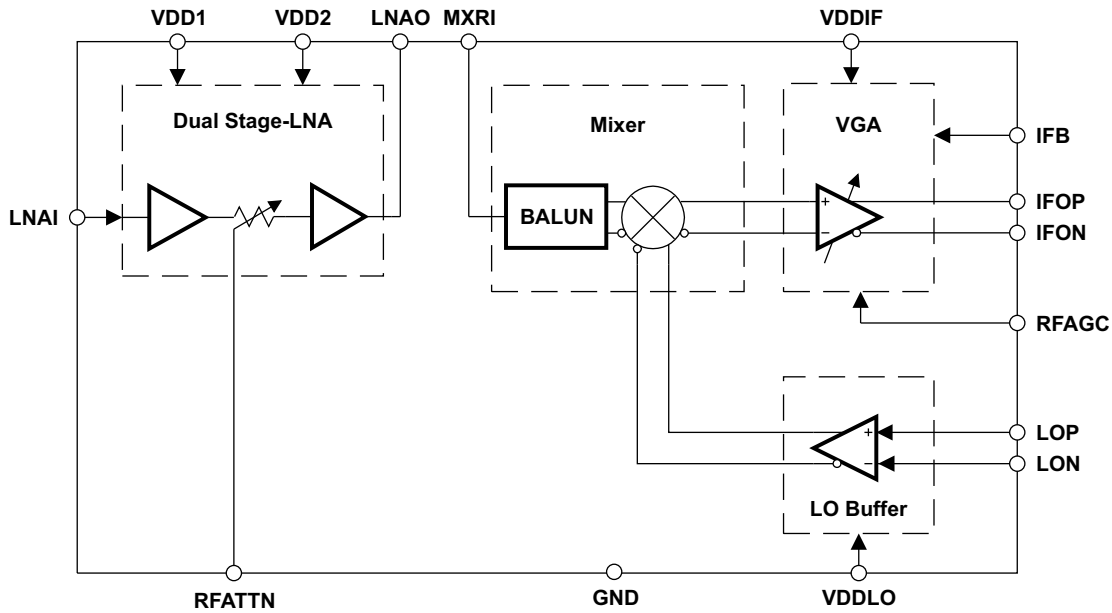 VDD1
VDD2
LNAO
MXRI
VDDIF
Dual Stage-LNA
Mixer
VGA
IFB
LNAI
BALUN
+
−
IFOP
IFON
RFAGC
+
−
LOP
LON
LO Buffer
RFATTN
GND
VDDLO